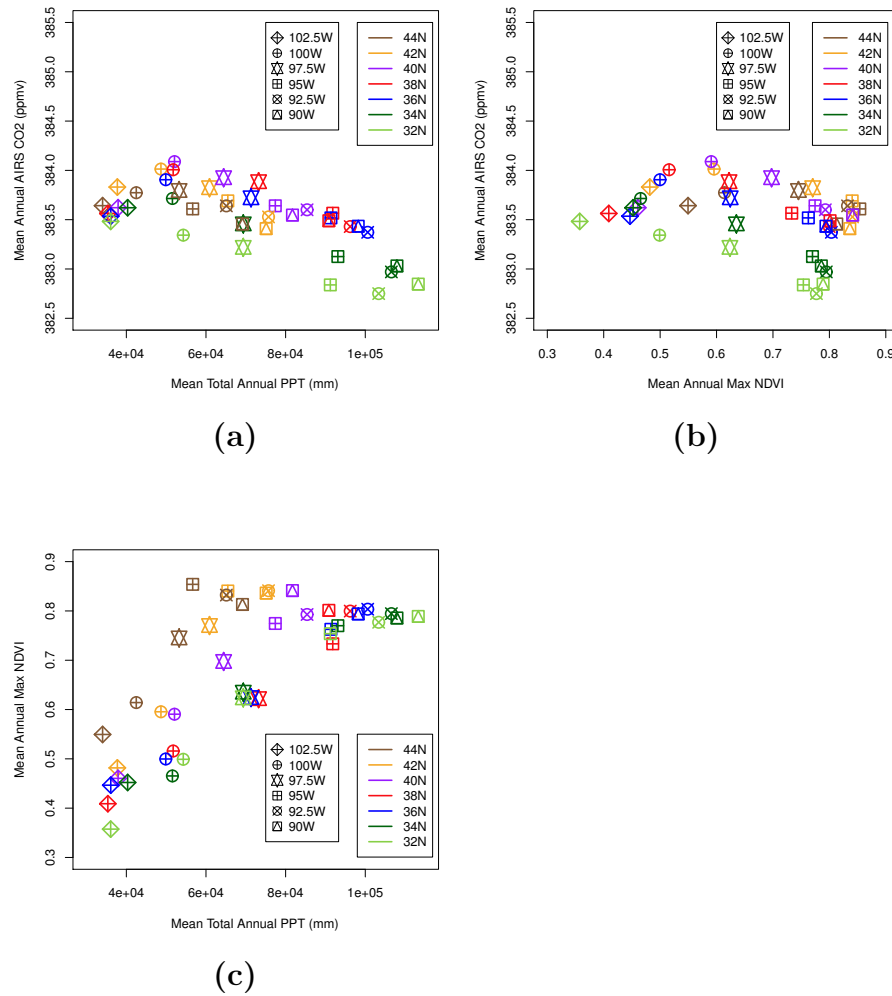 385.5
385.0
384.5
384.0
383.5
383.0
382.5
Mean Annual AIRS CO2 (ppmv)
102.5W
100W
97.5W
95W
92.5W
90W
44N
42N
40N
38N
36N
34N
32N
4e+04 6e+04 8e+04 1e+05
Mean Total Annual PPT (mm)
(a)
385.5
385.0
384.5
384.0
383.5
383.0
382.5
Mean Annual AIRS CO2 (ppmv)
102.5W
100W
97.5W
95W
92.5W
90W
44N
42N
40N
38N
36N
34N
32N
0.3 0.4 0.5 0.6 0.7 0.8 0.9
Mean Annual Max NDVI
(b)
0.9
0.8
0.7
0.6
0.5
0.4
0.3
Mean Annual Max NDVI
102.5W
100W
97.5W
95W
92.5W
90W
44N
42N
40N
38N
36N
34N
32N
4e+04 6e+04 8e+04 1e+05
Mean Total Annual PPT (mm)
(c)